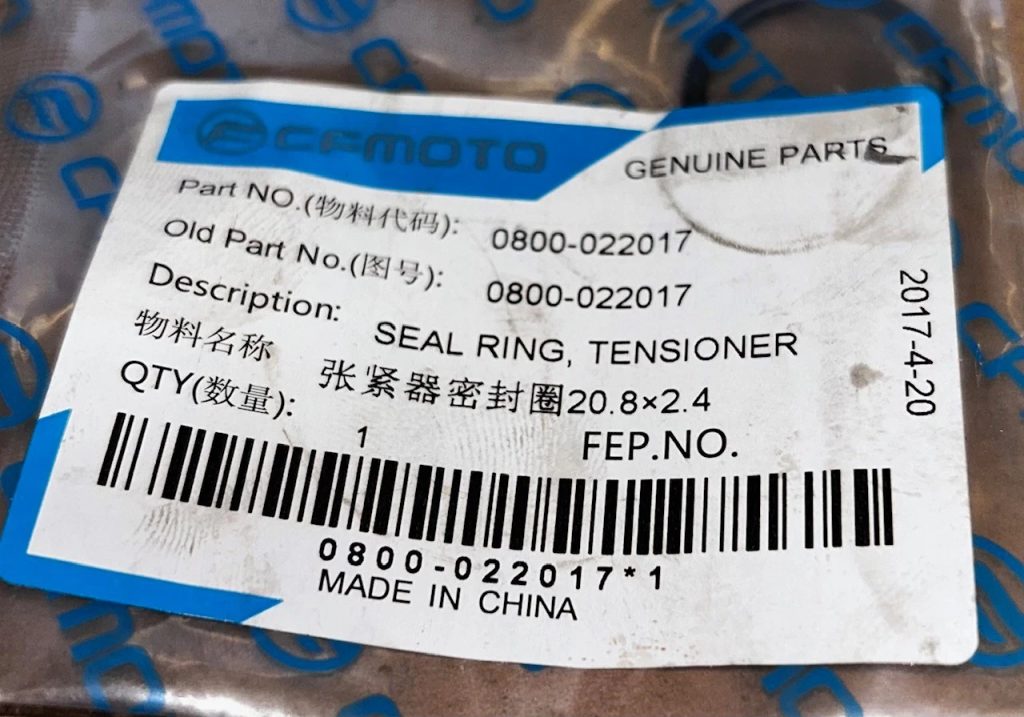 CFMOTO
GENUINE PARTS
Part NO.(物料代码): 0800-022017
Old Part No.(图号): 0800-022017
Description: SEAL RING, TENSIONER
物料名称 张紧器密封圈20.8×2.4
QTY(数量): 1 FEP.NO.
0800-022017*1
MADE IN CHINA
2017-4-20